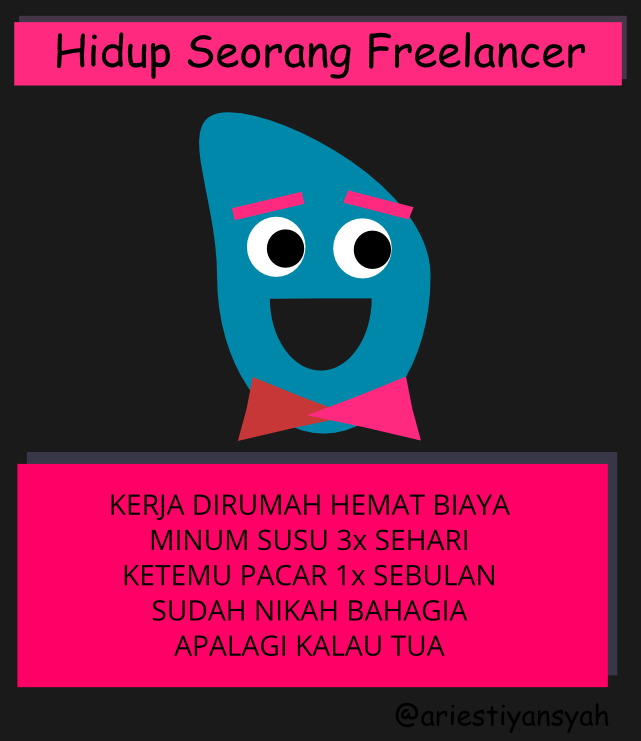 Hidup Seorang Freelancer
KERJA DIRUMAH HEMAT BIAYA
MINUM SUSU 3x SEHARI
KETEMU PACAR 1x SEBULAN
SUDAH NIKAH BAHAGIA
APALAGI KALAU TUA
@ariestiyansyah